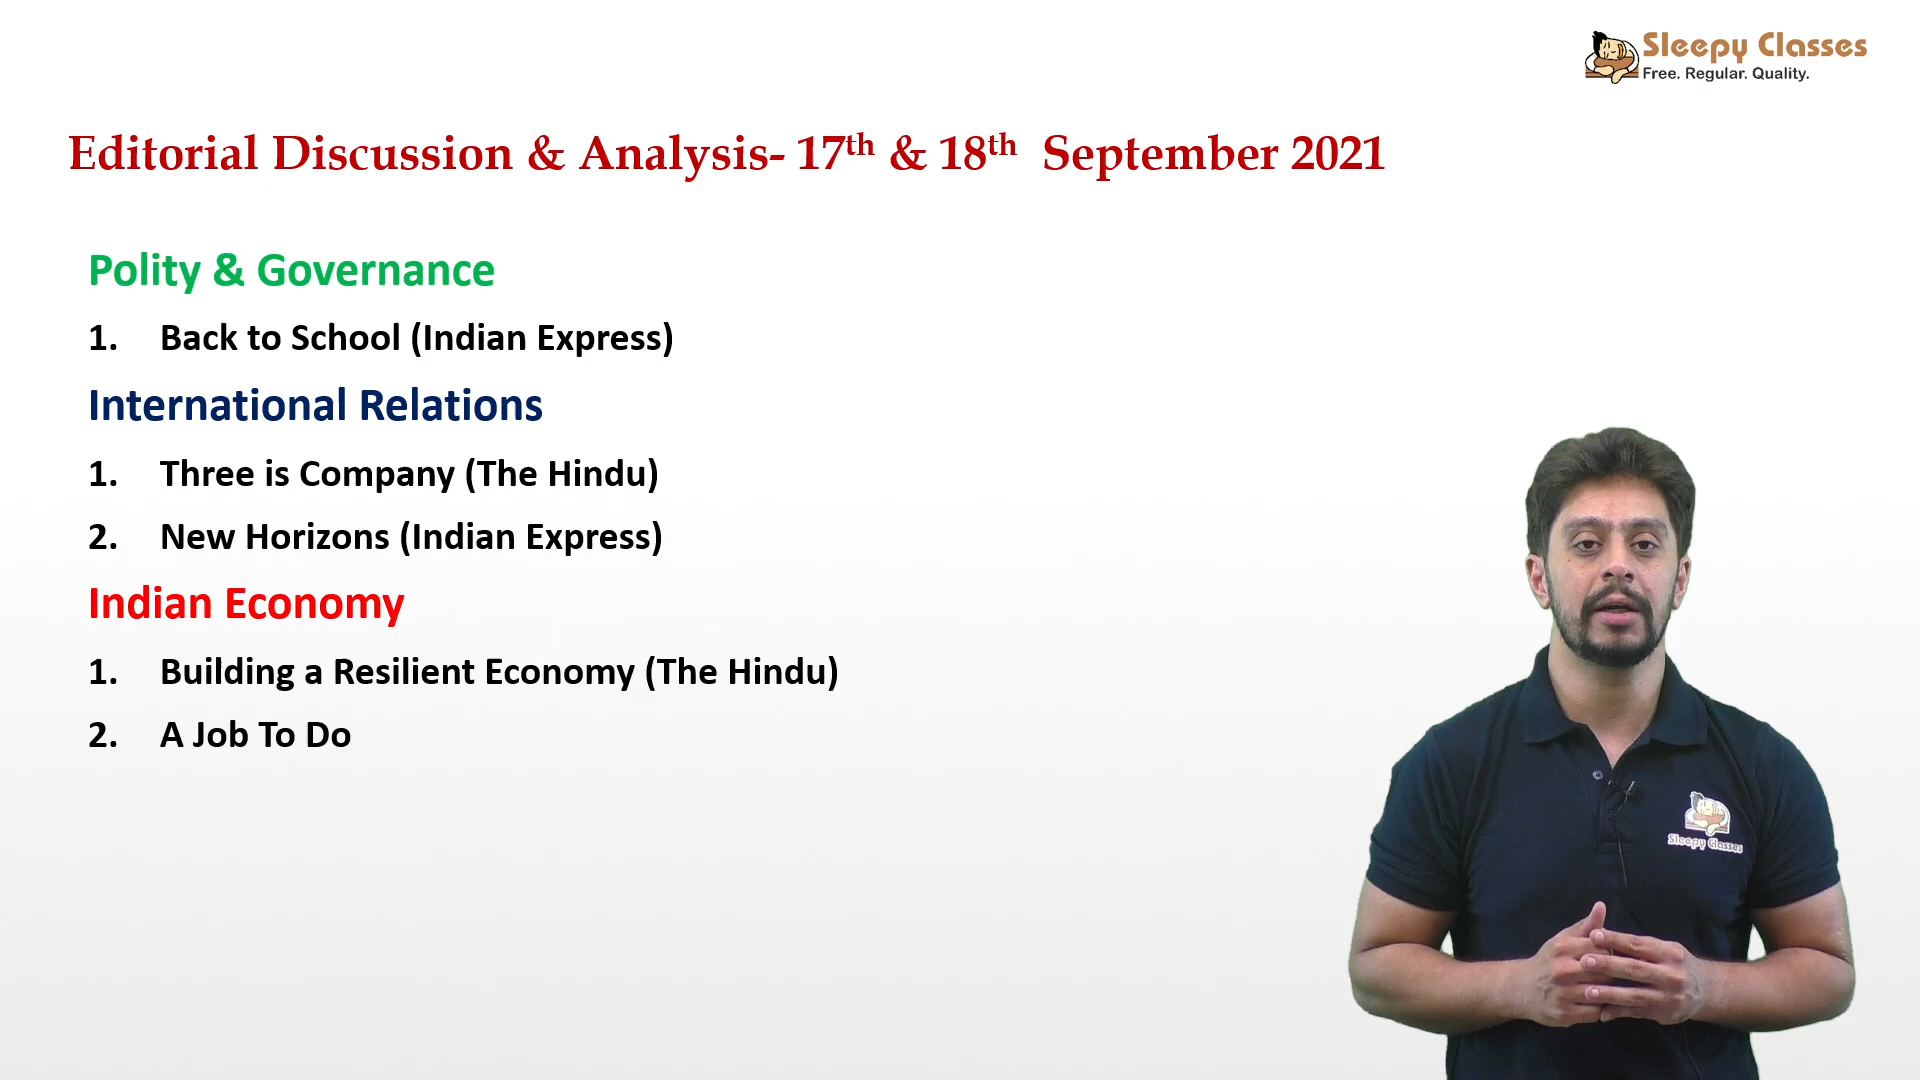 Sleepy Classes
Free. Regular. Quality.
Editorial Discussion & Analysis- 17th & 18th September 2021
Polity & Governance
1. Back to School (Indian Express)
International Relations
1. Three is Company (The Hindu)
2. New Horizons (Indian Express)
Indian Economy
1. Building a Resilient Economy (The Hindu)
2. A Job To Do
Sleepy Classes